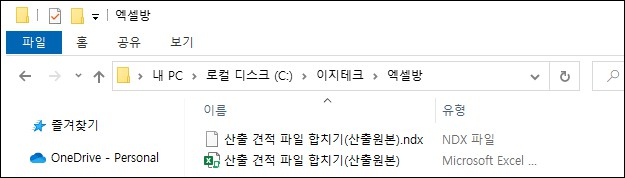 엑셀방
파일 홈 공유 보기
내 PC > 로컬 디스크 (C:) > 이지테크 > 엑셀방
이름 유형
즐겨찾기
산출 견적 파일 합치기(산출원본).ndx NDX 파일
OneDrive - Personal
산출 견적 파일 합치기(산출원본) Microsoft Excel ...